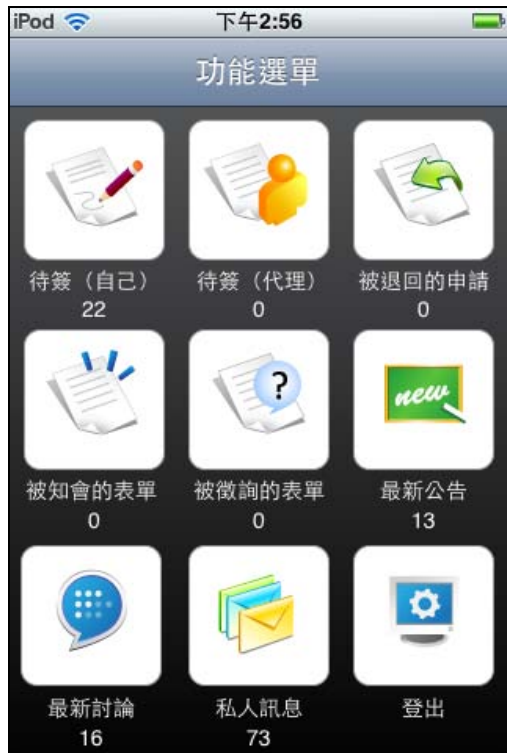 iPod 下午2:56
功能選單
待簽（自己） 待簽（代理） 被退回的申請
22 0 0
? new
被知會的表單 被徵詢的表單 最新公告
0 0 13
最新討論 私人訊息 登出
16 73